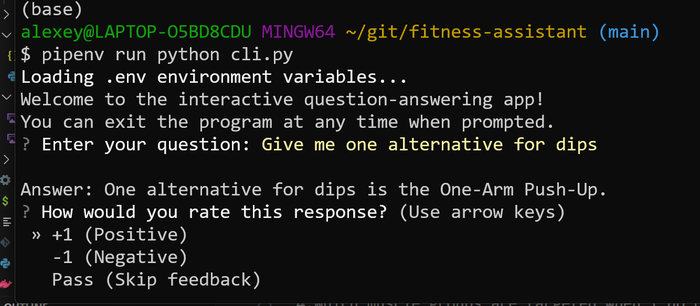 (base)
alexey@LAPTOP-O5BD8CDU MINGW64 ~/git/fitness-assistant (main)
$ pipenv run python cli.py
Loading .env environment variables...
Welcome to the interactive question-answering app!
You can exit the program at any time when prompted.
? Enter your question: Give me one alternative for dips
Answer: One alternative for dips is the One-Arm Push-Up.
? How would you rate this response? (Use arrow keys)
» +1 (Positive)
-1 (Negative)
Pass (Skip feedback)